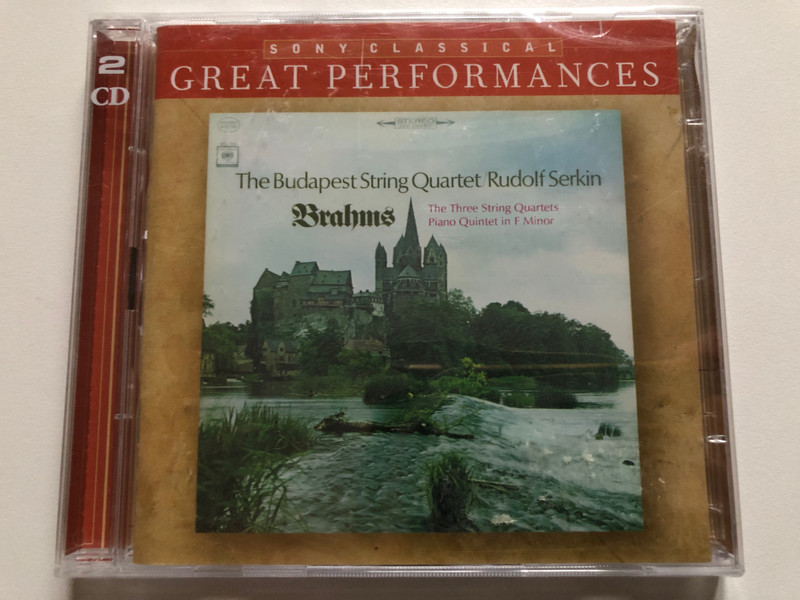 2
CD
SONY CLASSICAL
GREAT PERFORMANCES
The Budapest String Quartet/Rudolf Serkin
Brahms
The Three String Quartets
Piano Quintet in F Minor